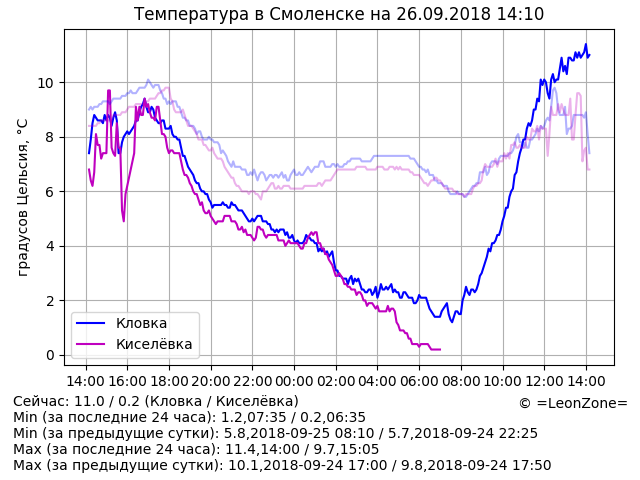 Температура в Смоленске на 26.09.2018 14:10
градусов Цельсия, °C
10
8
6
4
2
0
Кловка
Киселёвка
14:00 16:00 18:00 20:00 22:00 00:00 02:00 04:00 06:00 08:00 10:00 12:00 14:00
Сейчас: 11.0 / 0.2 (Кловка / Киселёвка)
© =LeonZone=
Min (за последние 24 часа): 1.2,07:35 / 0.2,06:35
Min (за предыдущие сутки): 5.8,2018-09-25 08:10 / 5.7,2018-09-24 22:25
Max (за последние 24 часа): 11.4,14:00 / 9.7,15:05
Max (за предыдущие сутки): 10.1,2018-09-24 17:00 / 9.8,2018-09-24 17:50